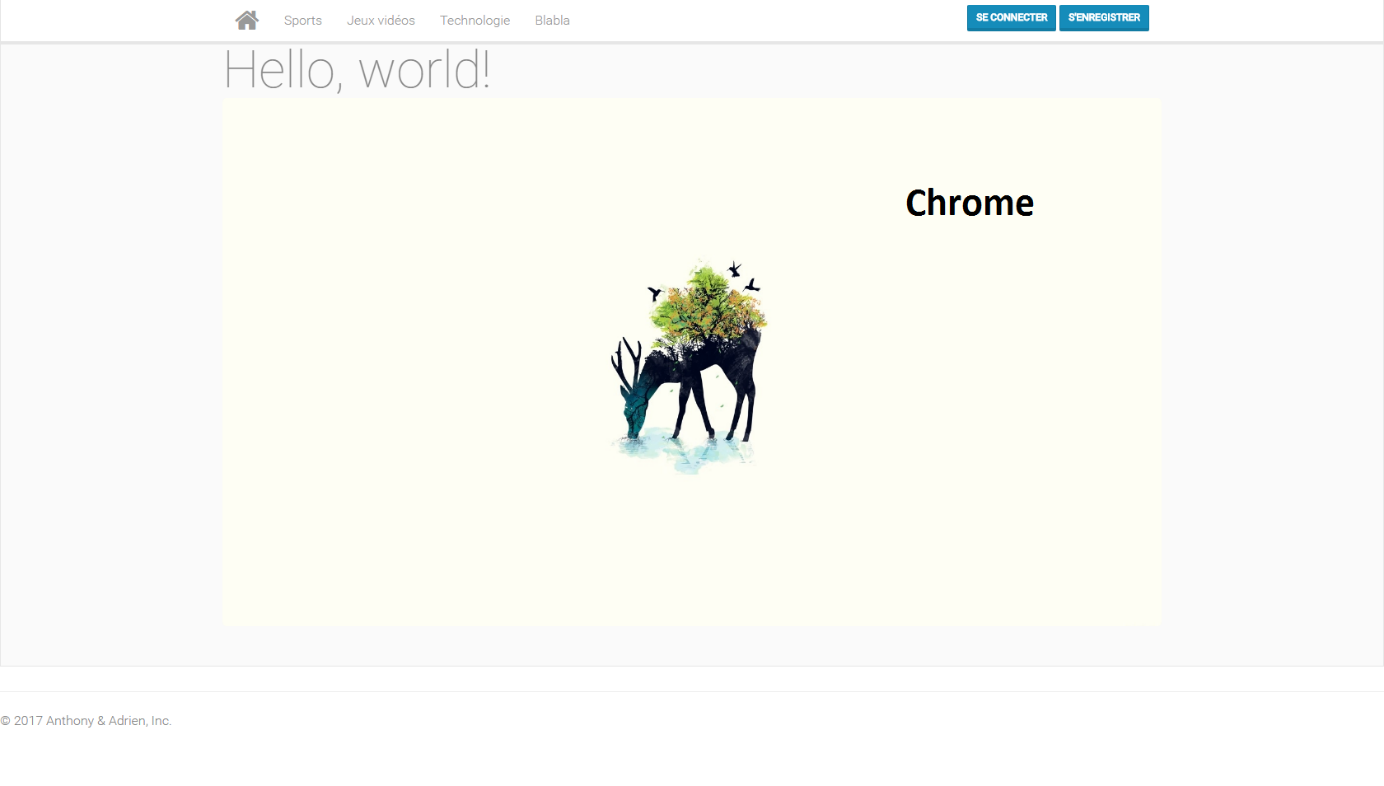 Sports Jeux vidéos Technologie Blabla SE CONNECTER S'ENREGISTRER
Hello, world!
Chrome
© 2017 Anthony & Adrien, Inc.